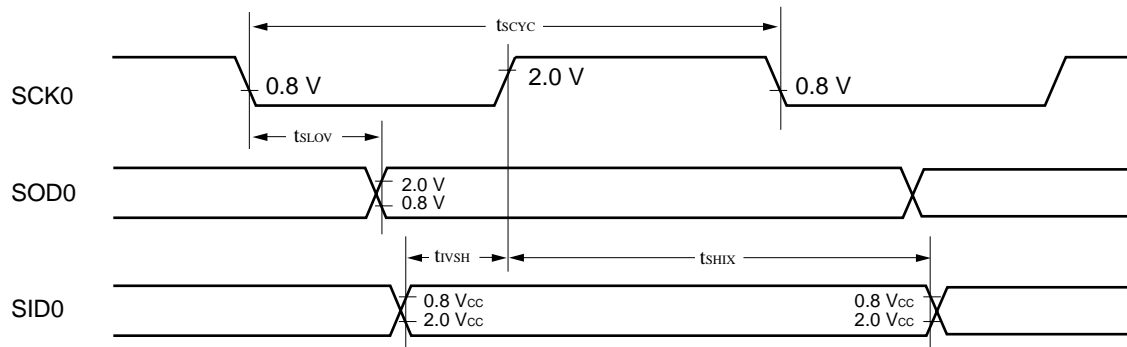 tSCYC
SCK0
0.8 V
2.0 V
0.8 V
tSLOV
SOD0
2.0 V
0.8 V
tIVSH
tSHIX
SID0
0.8 VCC
2.0 VCC
0.8 VCC
2.0 VCC